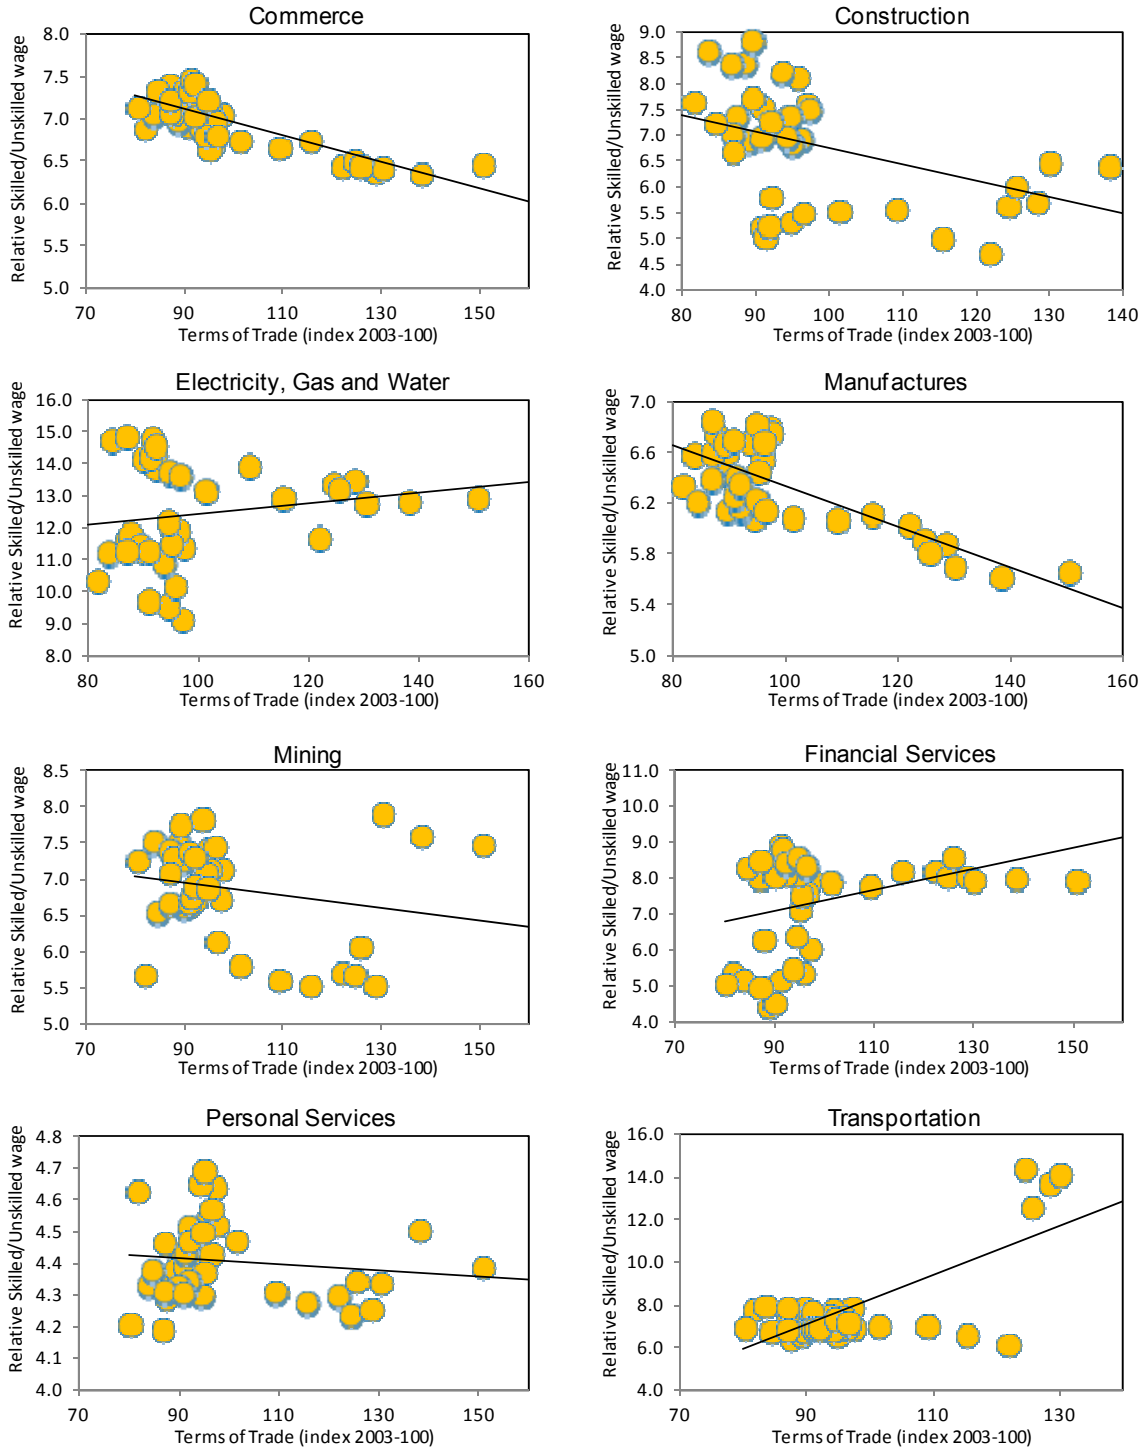 Commerce
Relative Skilled/Unskilled wage
8.0
7.5
7.0
6.5
6.0
5.5
5.0
70 90 110 130 150
Terms of Trade (index 2003-100)
Construction
Relative Skilled/Unskilled wage
9.0
8.5
8.0
7.5
7.0
6.5
6.0
5.5
5.0
4.5
4.0
80 90 100 110 120 130 140
Terms of Trade (index 2003-100)
Electricity, Gas and Water
Relative Skilled/Unskilled wage
16.0
15.0
14.0
13.0
12.0
11.0
10.0
9.0
8.0
80 100 120 140 160
Terms of Trade (index 2003-100)
Manufactures
Relative Skilled/Unskilled wage
7.0
6.6
6.2
5.8
5.4
5.0
80 100 120 140 160
Terms of Trade (index 2003-100)
Mining
Relative Skilled/Unskilled wage
8.5
8.0
7.5
7.0
6.5
6.0
5.5
5.0
70 90 110 130 150
Terms of Trade (index 2003-100)
Financial Services
Relative Skilled/Unskilled wage
11.0
10.0
9.0
8.0
7.0
6.0
5.0
4.0
70 90 110 130 150
Terms of Trade (index 2003-100)
Personal Services
Relative Skilled/Unskilled wage
4.8
4.7
4.6
4.5
4.4
4.3
4.2
4.1
4.0
70 90 110 130 150
Terms of Trade (index 2003-100)
Transportation
Relative Skilled/Unskilled wage
16.0
14.0
12.0
10.0
8.0
6.0
4.0
70 90 110 130
Terms of Trade (index 2003-100)